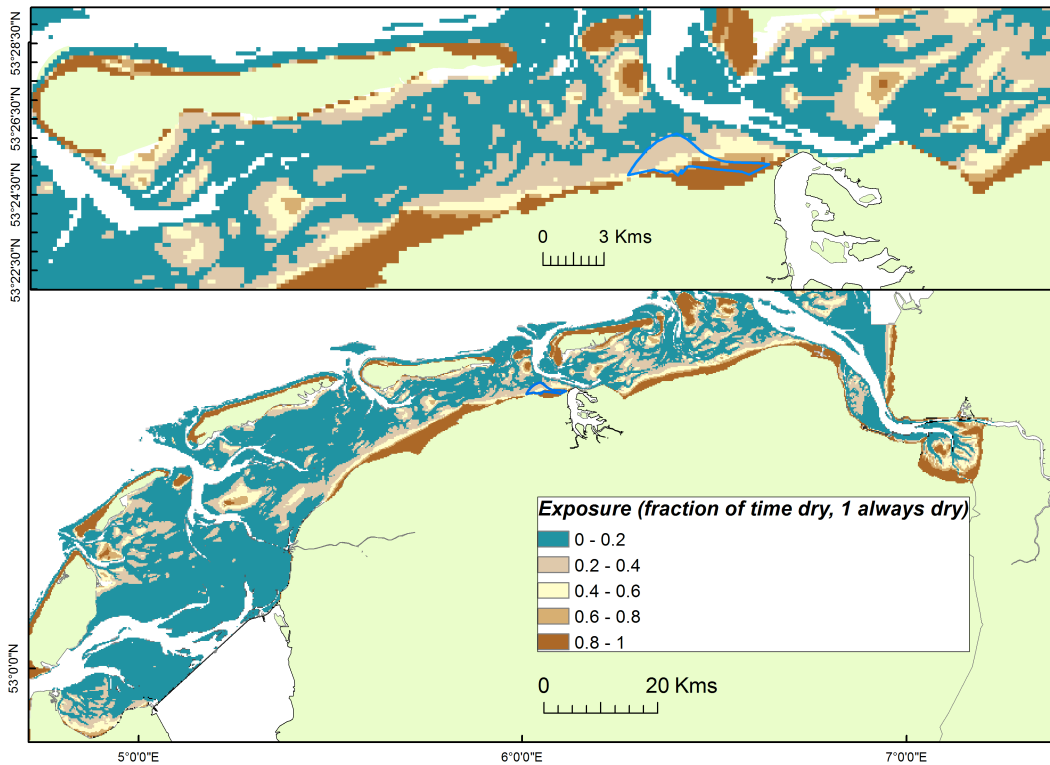 53°28'30"N
53°26'30"N
53°24'30"N
53°22'30"N
0 3 Kms
Exposure (fraction of time dry, 1 always dry)
0 - 0.2
0.2 - 0.4
0.4 - 0.6
0.6 - 0.8
0.8 - 1
0 20 Kms
53°0'0"N
5°0'0"E 6°0'0"E 7°0'0"E